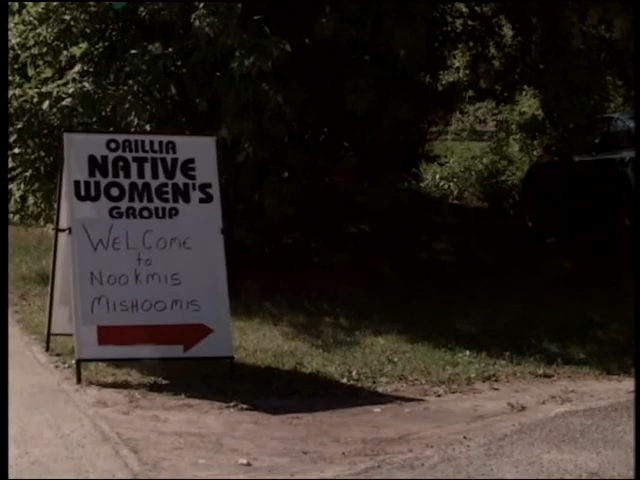 ORILLIA
NATIVE
WOMEN'S
GROUP
WELCOME
to
NOOKMIS
MISHOOMIS